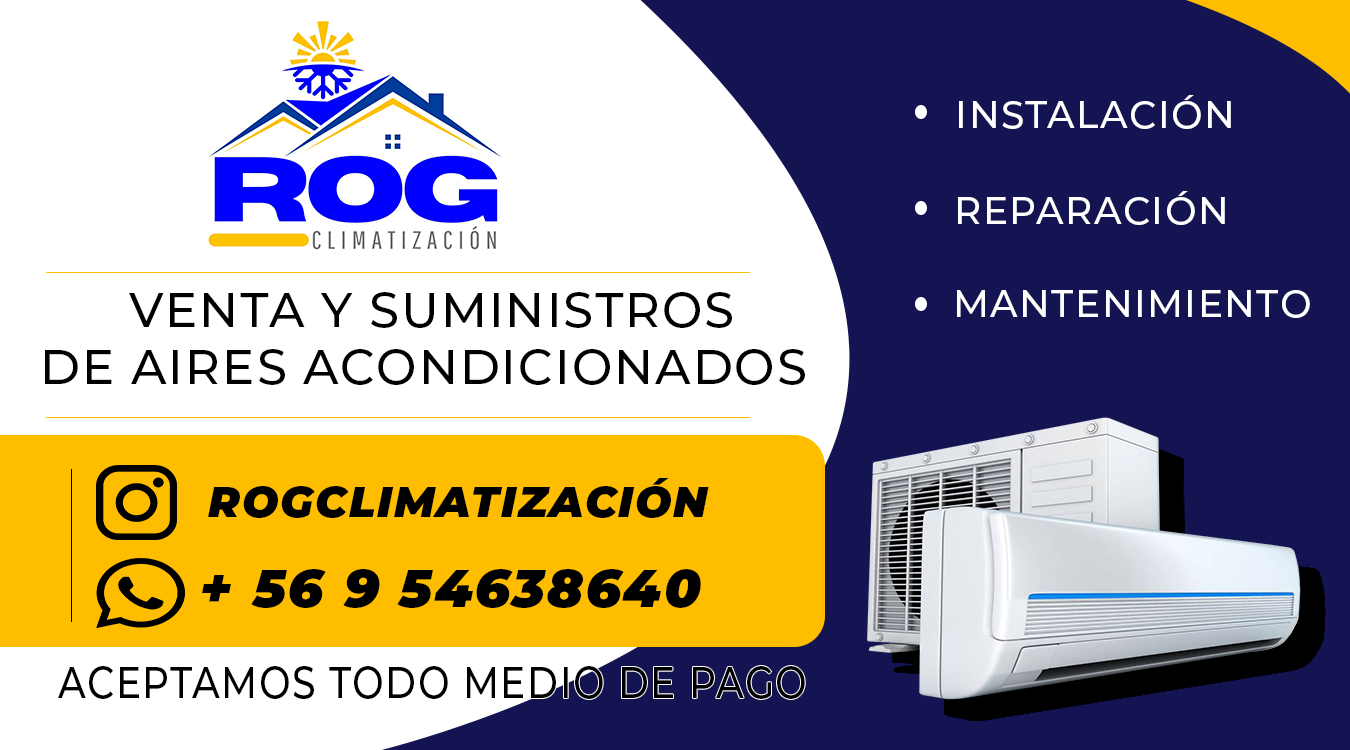 ROG
CLIMATIZACIÓN
VENTA Y SUMINISTROS
DE AIRES ACONDICIONADOS
ROGCLIMATIZACIÓN
+ 56 9 54638640
ACEPTAMOS TODO MEDIO DE PAGO
• INSTALACIÓN
• REPARACIÓN
• MANTENIMIENTO